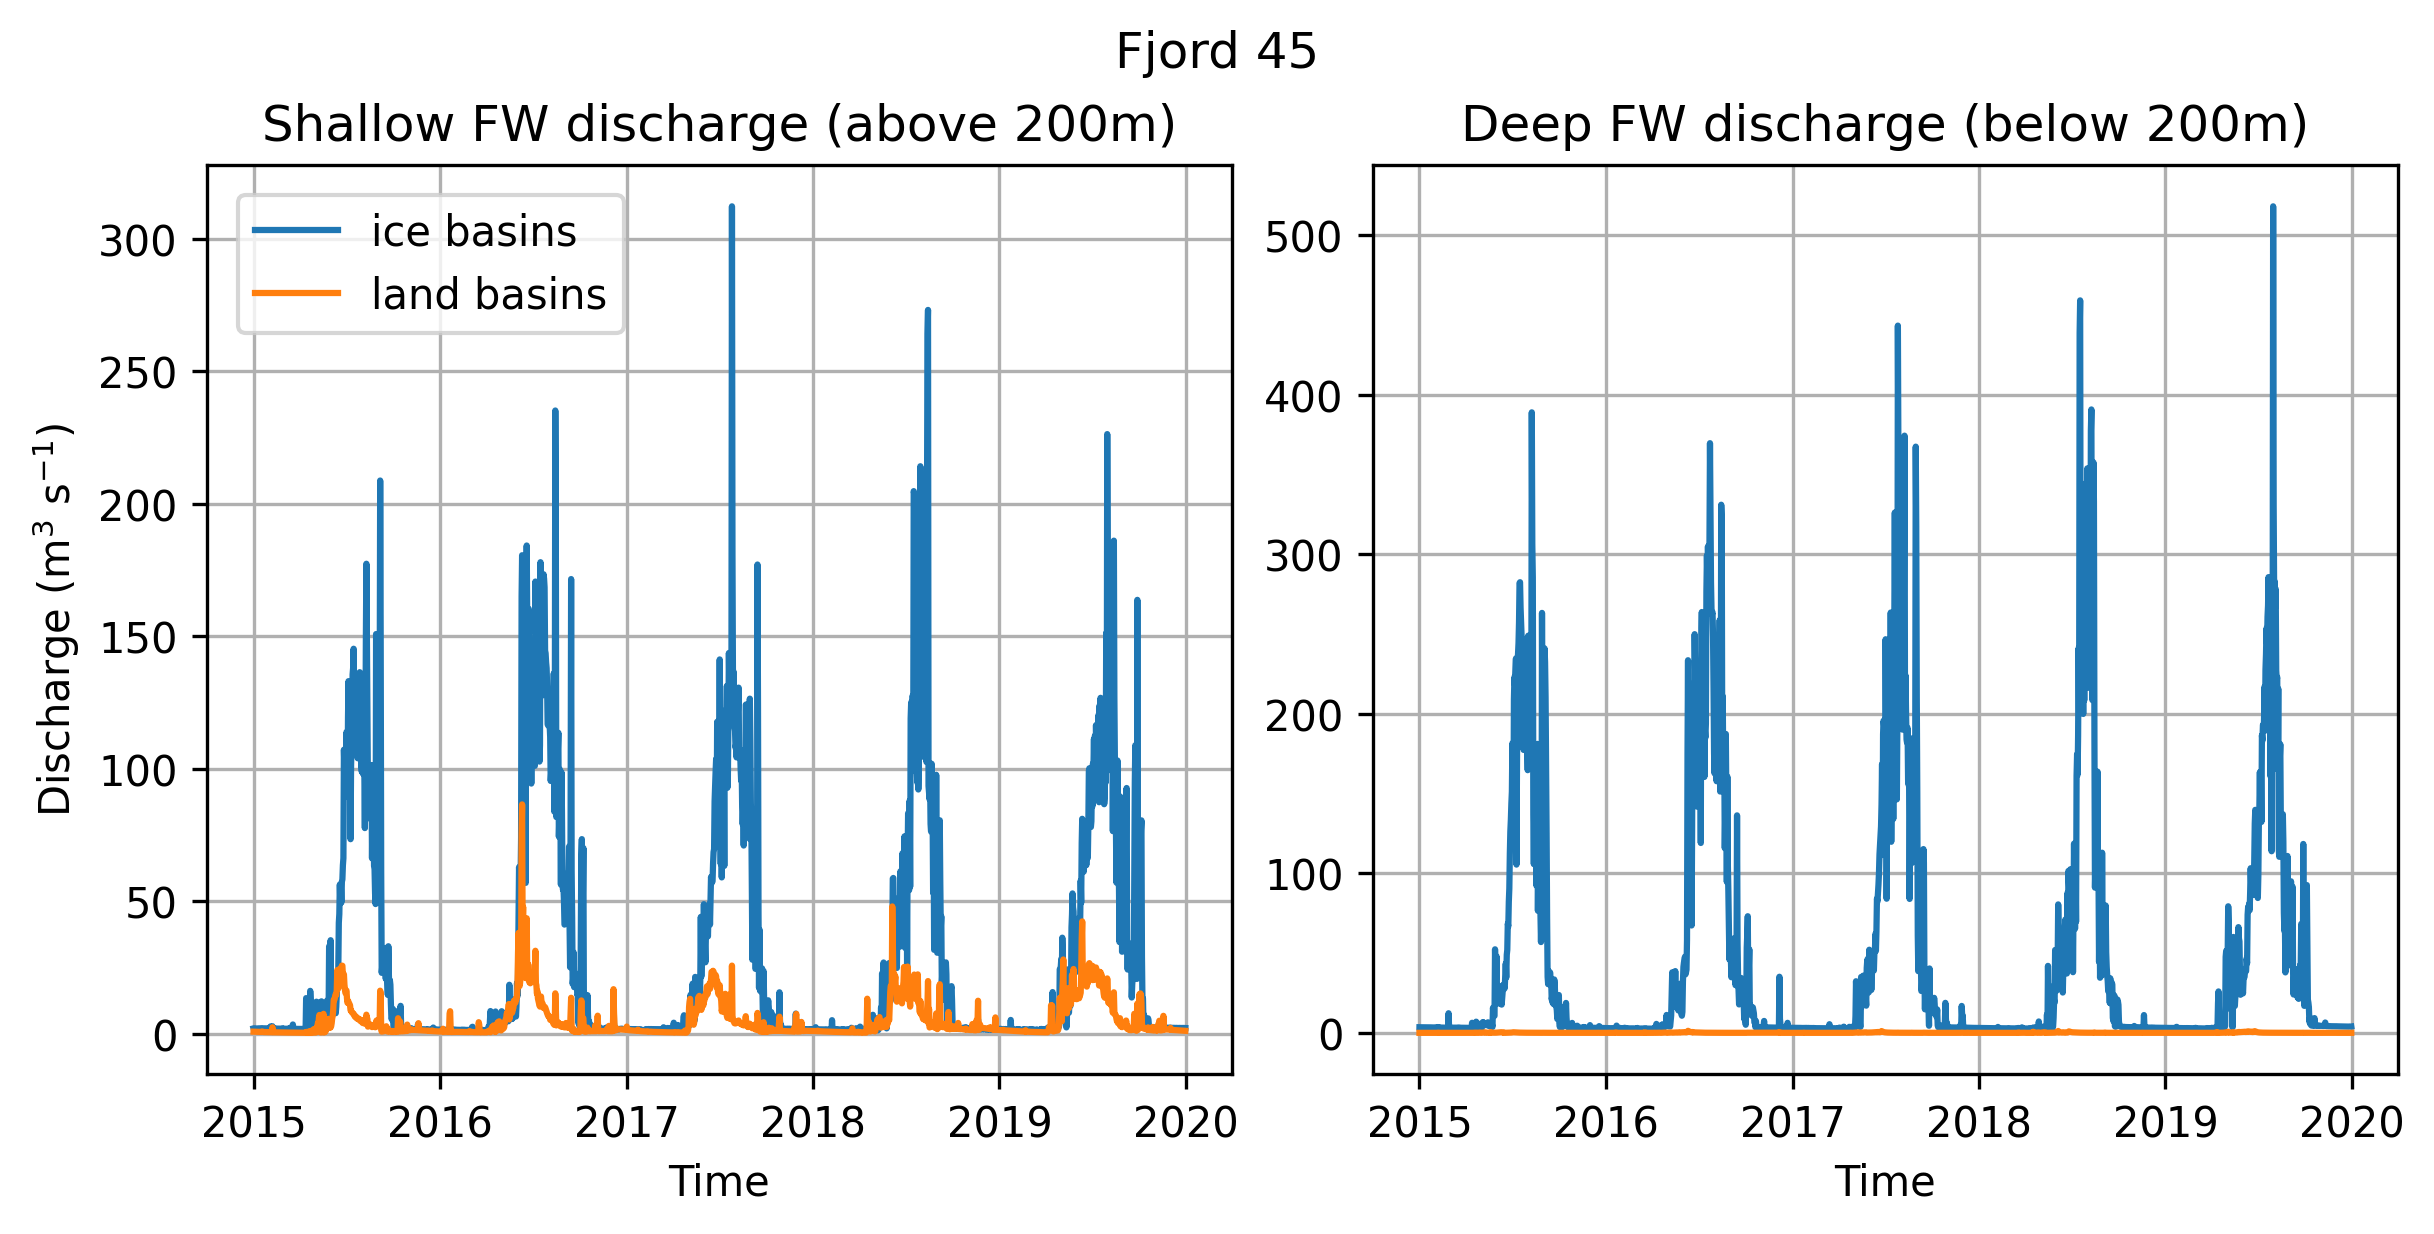 Fjord 45
Shallow FW discharge (above 200m)
Deep FW discharge (below 200m)
Discharge (m³ s⁻¹)
300
250
200
150
100
50
0
ice basins
land basins
2015 2016 2017 2018 2019 2020
Time
500
400
300
200
100
0
2015 2016 2017 2018 2019 2020
Time